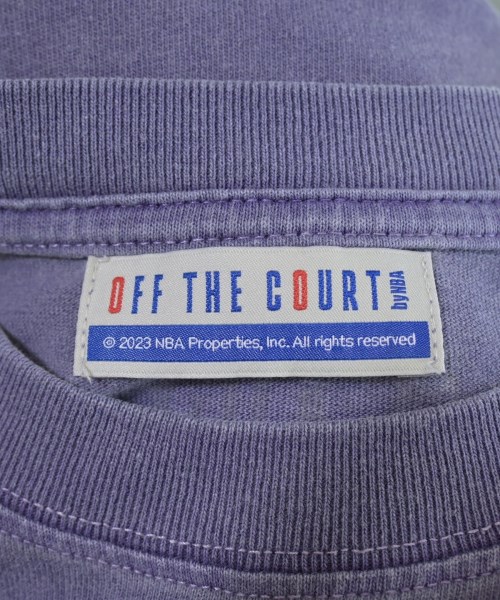 OFF THE COURT by NBA
© 2023 NBA Properties, Inc. All rights reserved